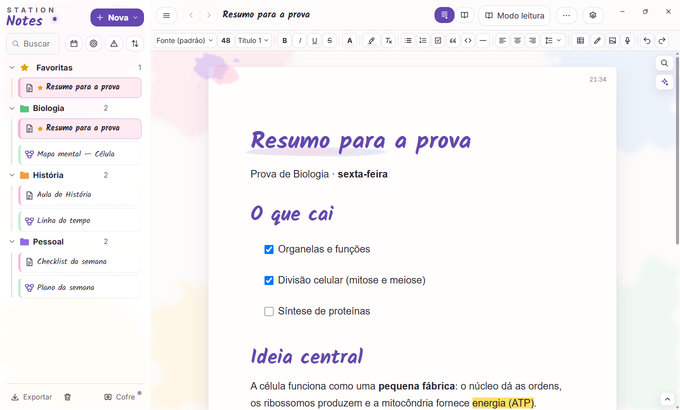 STATION
Notes
+ Nova
Buscar
Favoritas 1
Resumo para a prova
Biologia 2
Resumo para a prova
Mapa mental — Célula
História 2
Aula de História
Linha do tempo
Pessoal 2
Checklist da semana
Plano da semana
Exportar
Cofre
Resumo para a prova
Modo leitura
Fonte (padrão) 48 Título 1 B I U S A Tx
21:34
Resumo para a prova
Prova de Biologia · sexta-feira
O que cai
Organelas e funções
Divisão celular (mitose e meiose)
Síntese de proteínas
Ideia central
A célula funciona como uma pequena fábrica: o núcleo dá as ordens,
os ribossomos produzem e a mitocôndria fornece energia (ATP).